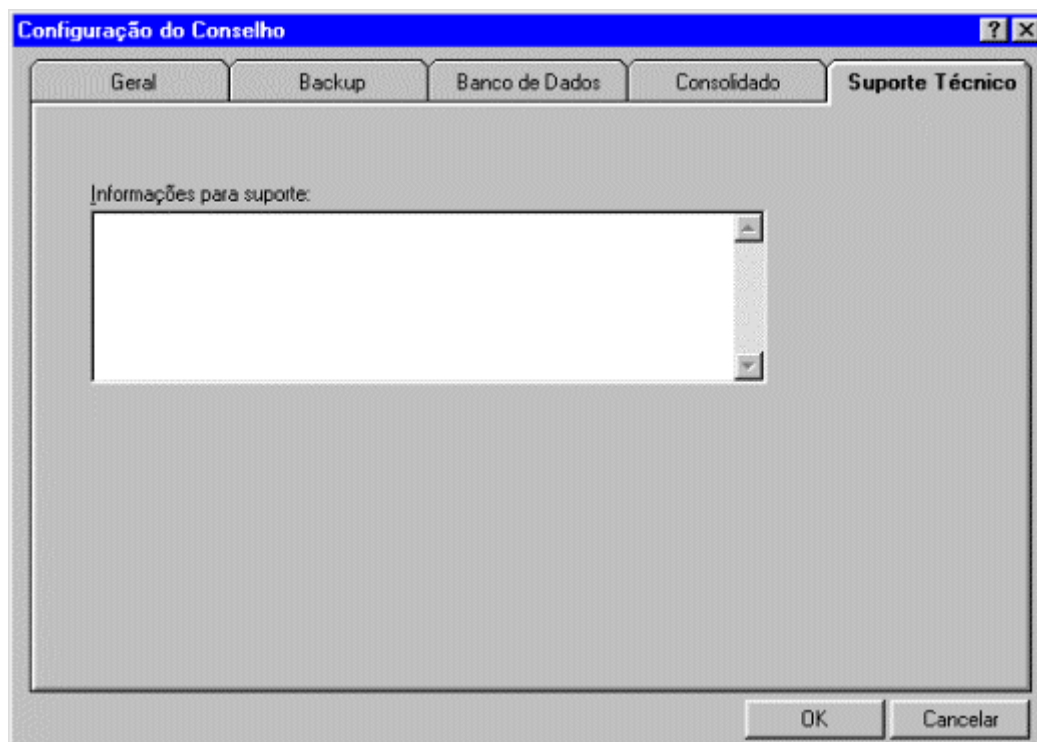 Configuração do Conselho
Geral Backup Banco de Dados Consolidado Suporte Técnico
Informações para suporte:
OK Cancelar